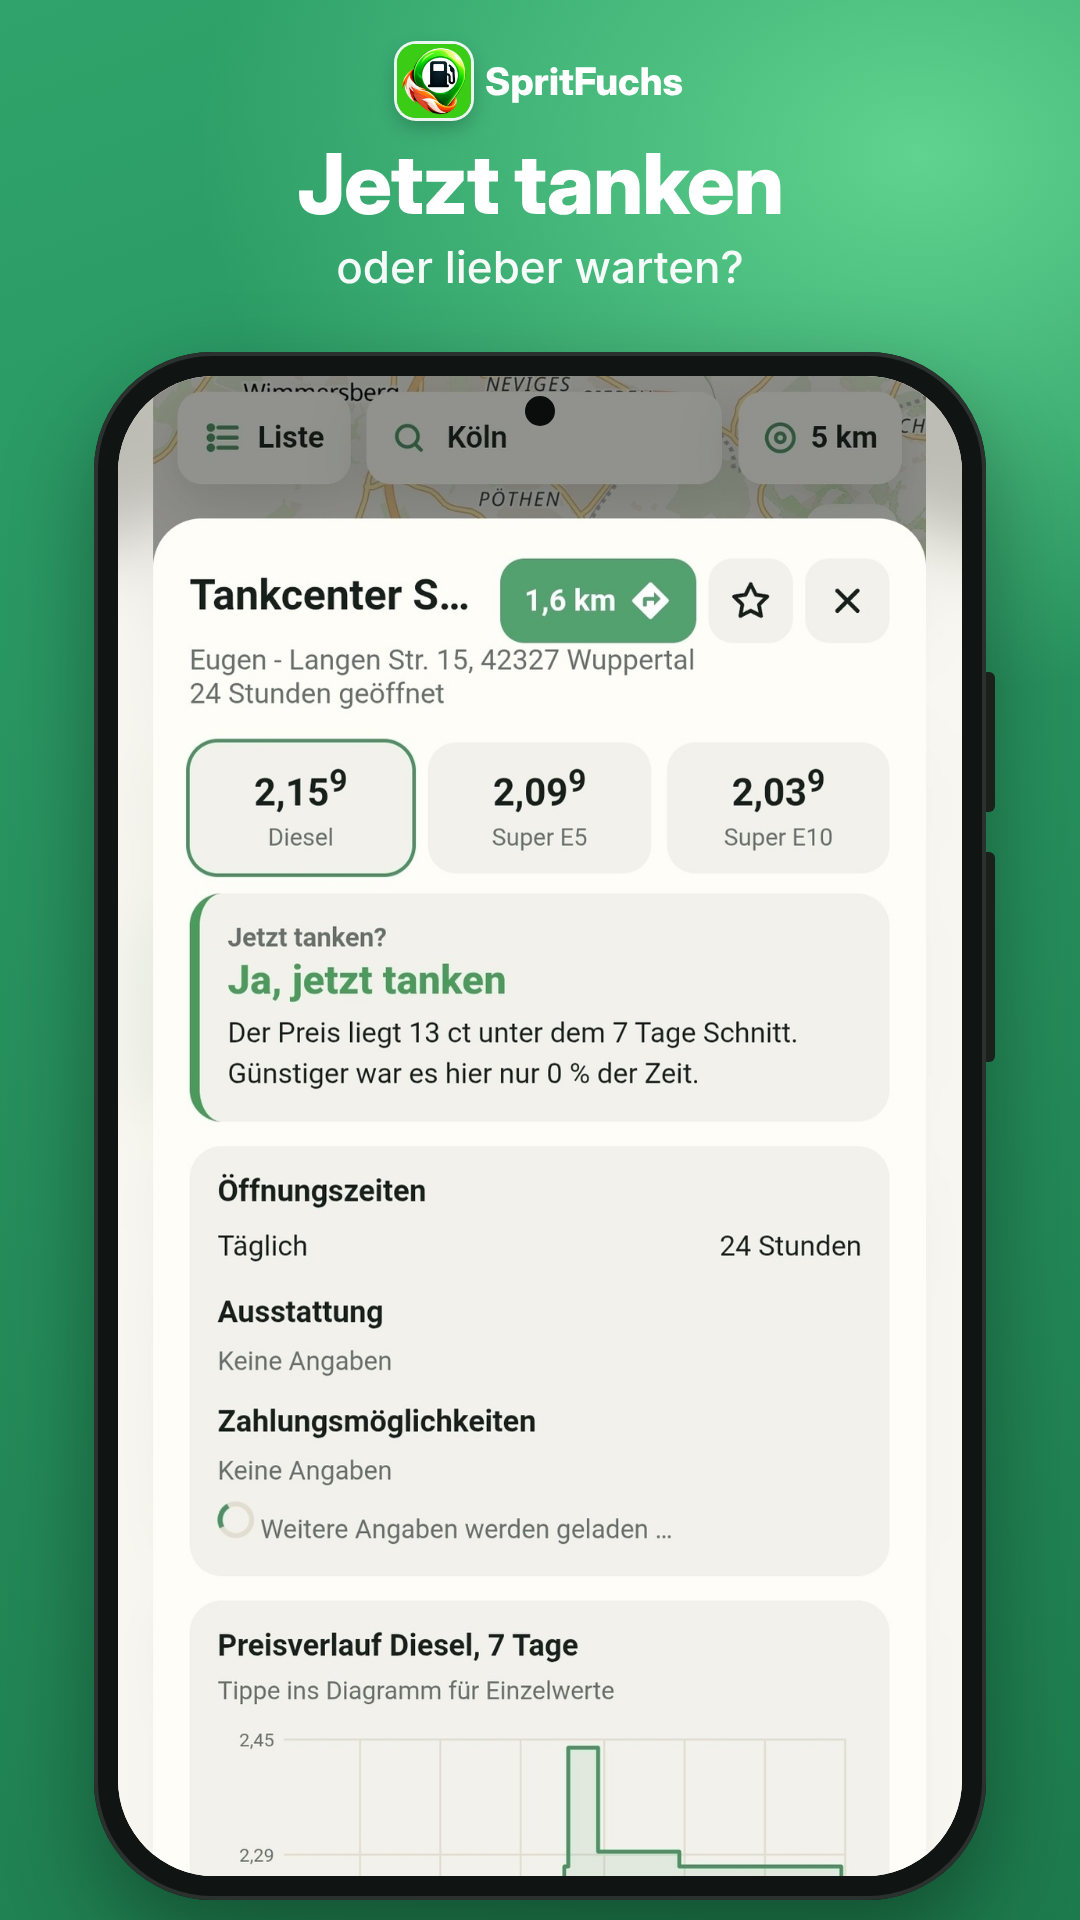 SpritFuchs
Jetzt tanken
oder lieber warten?
Wimmersberg
NEVIGES
Liste
Köln
5 km
CH
PÖTHEN
Tankcenter S...
1,6 km
Eugen - Langen Str. 15, 42327 Wuppertal
24 Stunden geöffnet
2,15⁹
Diesel
2,09⁹
Super E5
2,03⁹
Super E10
Jetzt tanken?
Ja, jetzt tanken
Der Preis liegt 13 ct unter dem 7 Tage Schnitt.
Günstiger war es hier nur 0 % der Zeit.
Öffnungszeiten
Täglich 24 Stunden
Ausstattung
Keine Angaben
Zahlungsmöglichkeiten
Keine Angaben
Weitere Angaben werden geladen ...
Preisverlauf Diesel, 7 Tage
Tippe ins Diagramm für Einzelwerte
2,45
2,29